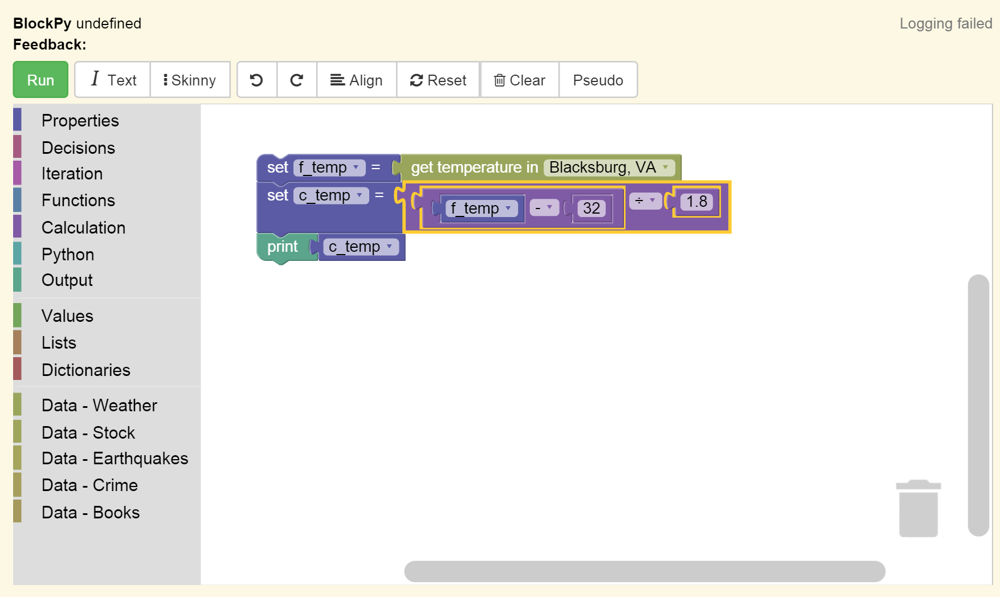 BlockPy undefined
Logging failed
Feedback:
Run
I Text
Skinny
Align
Reset
Clear
Pseudo
Properties
Decisions
Iteration
Functions
Calculation
Python
Output
Values
Lists
Dictionaries
Data - Weather
Data - Stock
Data - Earthquakes
Data - Crime
Data - Books
set f_temp = get temperature in Blacksburg, VA
set c_temp = f_temp - 32 ÷ 1.8
print c_temp